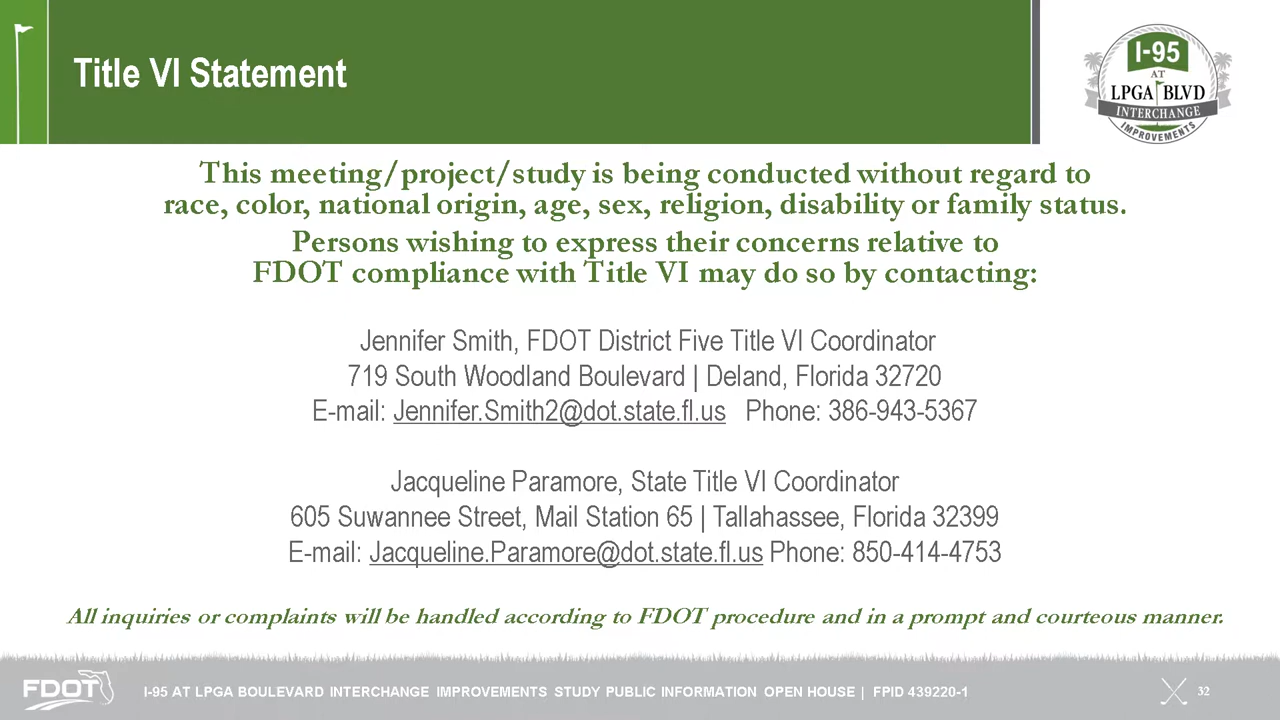 Title VI Statement
I-95
AT
LPGA BLVD
INTERCHANGE
IMPROVEMENTS
This meeting/project/study is being conducted without regard to
race, color, national origin, age, sex, religion, disability or family status.
Persons wishing to express their concerns relative to
FDOT compliance with Title VI may do so by contacting:
Jennifer Smith, FDOT District Five Title VI Coordinator
719 South Woodland Boulevard | Deland, Florida 32720
E-mail: Jennifer.Smith2@dot.state.fl.us Phone: 386-943-5367
Jacqueline Paramore, State Title VI Coordinator
605 Suwannee Street, Mail Station 65 | Tallahassee, Florida 32399
E-mail: Jacqueline.Paramore@dot.state.fl.us Phone: 850-414-4753
All inquiries or complaints will be handled according to FDOT procedure and in a prompt and courteous manner.
FDOT
I-95 AT LPGA BOULEVARD INTERCHANGE IMPROVEMENTS STUDY PUBLIC INFORMATION OPEN HOUSE | FPID 439220-1
32